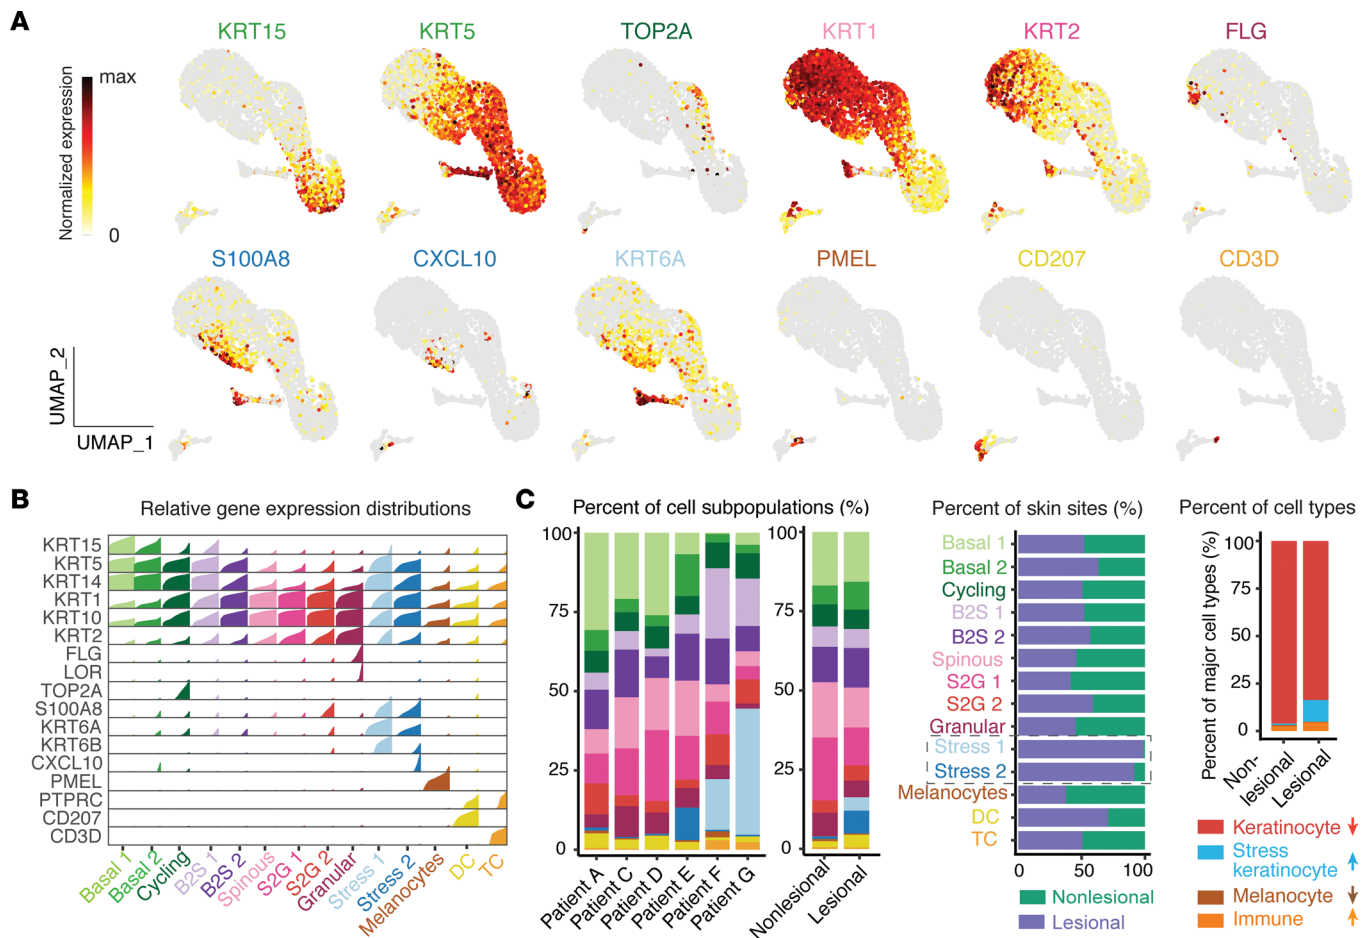 A
KRT15
KRT5
TOP2A
KRT1
KRT2
FLG
max
Normalized expression
0
S100A8
CXCL10
KRT6A
PMEL
CD207
CD3D
UMAP_2
UMAP_1
B
Relative gene expression distributions
KRT15
KRT5
KRT14
KRT1
KRT10
KRT2
FLG
LOR
TOP2A
S100A8
KRT6A
KRT6B
CXCL10
PMEL
PTPRC
CD207
CD3D
Basal 1
Basal 2
Cycling
B2S 1
B2S 2
Spinous
S2G 1
S2G 2
Granular
Stress 1
Stress 2
Melanocytes
DC
TC
C
Percent of cell subpopulations (%)
100
75
50
25
0
Patient A
Patient C
Patient D
Patient E
Patient F
Patient G
100
75
50
25
0
Nonlesional
Lesional
Percent of skin sites (%)
Basal 1
Basal 2
Cycling
B2S 1
B2S 2
Spinous
S2G 1
S2G 2
Granular
Stress 1
Stress 2
Melanocytes
DC
TC
0 50 100
Nonlesional
Lesional
Percent of cell types
Percent of major cell types (%)
100
75
50
25
0
Non-
lesional
Lesional
Keratinocyte
Stress
keratinocyte
Melanocyte
Immune